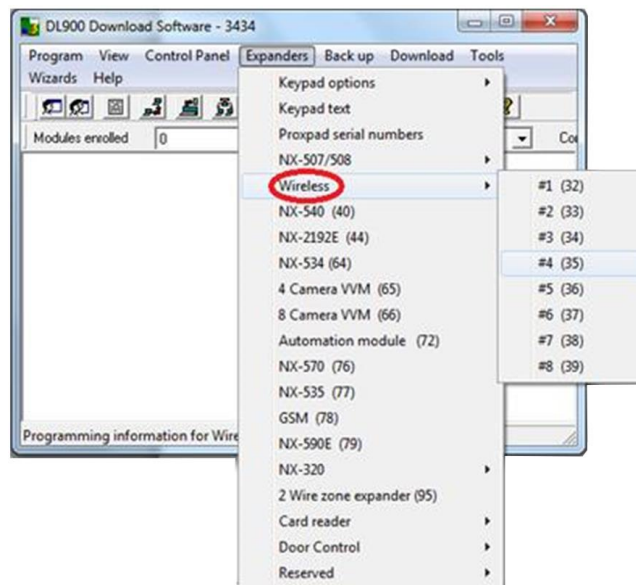 DL900 Download Software - 3434
Program View Control Panel Expanders Back up Download Tools
Wizards Help
Modules enrolled 0
Keypad options
Keypad text
Proxpad serial numbers
NX-507/508
Wireless
NX-540 (40)
NX-2192E (44)
NX-534 (64)
4 Camera VVM (65)
8 Camera VVM (66)
Automation module (72)
NX-570 (76)
NX-535 (77)
GSM (78)
NX-590E (79)
NX-320
2 Wire zone expander (95)
Card reader
Door Control
Reserved
#1 (32)
#2 (33)
#3 (34)
#4 (35)
#5 (36)
#6 (37)
#7 (38)
#8 (39)
Programming information for